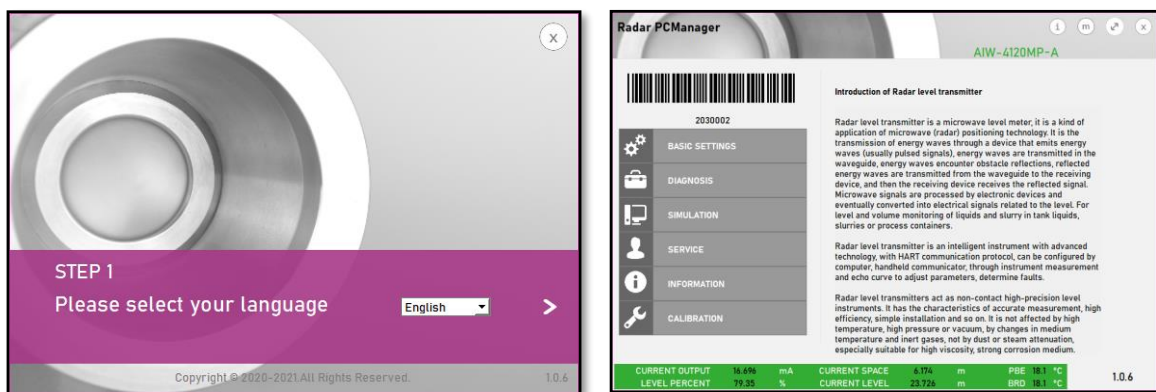 X
STEP 1
Please select your language
English
>
Copyright © 2020-2021.All Rights Reserved.
1.0.6
Radar PCManager
i
m
x
AIW-4120MP-A
2030002
BASIC SETTINGS
DIAGNOSIS
SIMULATION
SERVICE
INFORMATION
CALIBRATION
Introduction of Radar level transmitter
Radar level transmitter is a microwave level meter, it is a kind of
application of microwave (radar) positioning technology. It is the
transmission of energy waves through a device that emits energy
waves (usually pulsed signals), energy waves are transmitted in the
waveguide, energy waves encounter obstacle reflections, reflected
energy waves are transmitted from the waveguide to the receiving
device, and then the receiving device receives the reflected signal.
Microwave signals are processed by electronic devices and
eventually converted into electrical signals related to the level. For
level and volume monitoring of liquids and slurry in tank liquids,
slurries or process containers.
Radar level transmitter is an intelligent instrument with advanced
technology, with HART communication protocol, can be configured by
computer, handheld communicator, through instrument measurement
and echo curve to adjust parameters, determine faults.
Radar level transmitters act as non-contact high-precision level
instruments. It has the characteristics of accurate measurement, high
efficiency, simple installation and so on. It is not affected by high
temperature, high pressure or vacuum, by changes in medium
temperature and inert gases, not by dust or steam attenuation,
especially suitable for high viscosity, strong corrosion medium.
CURRENT OUTPUT 16.696 mA CURRENT SPACE 6.174 m PBE 18.1 °C
LEVEL PERCENT 79.35 % CURRENT LEVEL 23.726 m BRD 18.1 °C
1.0.6